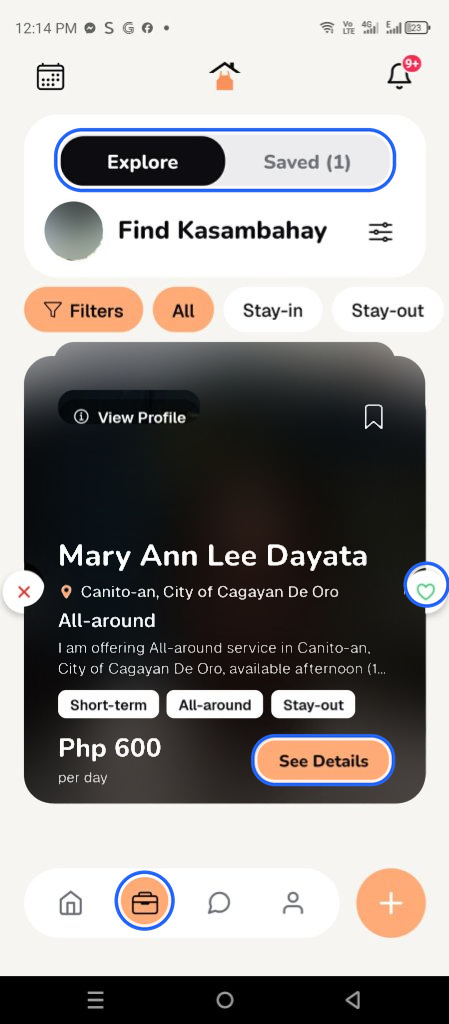 12:14 PM
Vo
LTE
4G
E
23
9+
Explore
Saved (1)
Find Kasambahay
Filters
All
Stay-in
Stay-out
View Profile
Mary Ann Lee Dayata
Canito-an, City of Cagayan De Oro
All-around
I am offering All-around service in Canito-an,
City of Cagayan De Oro, available afternoon (1...
Short-term
All-around
Stay-out
Php 600
per day
See Details